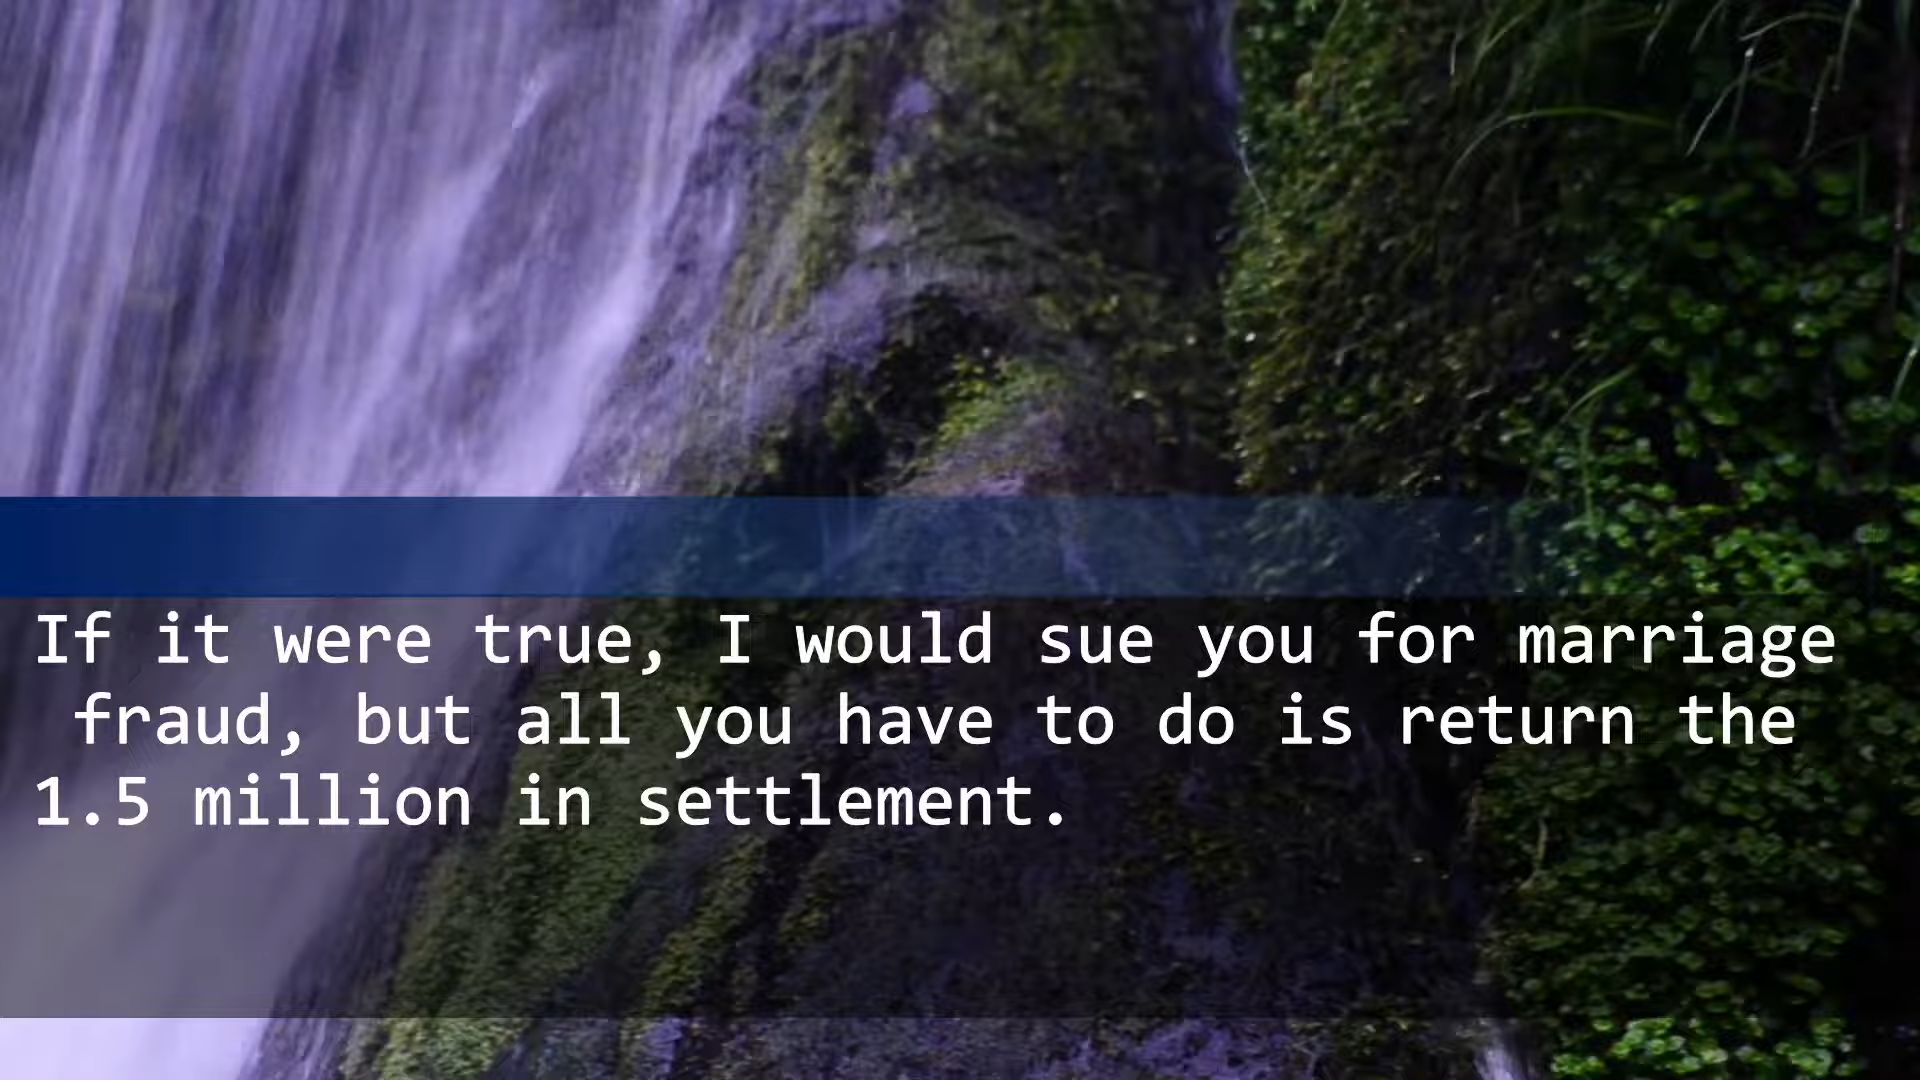 If it were true, I would sue you for marriage
fraud, but all you have to do is return the
1.5 million in settlement.